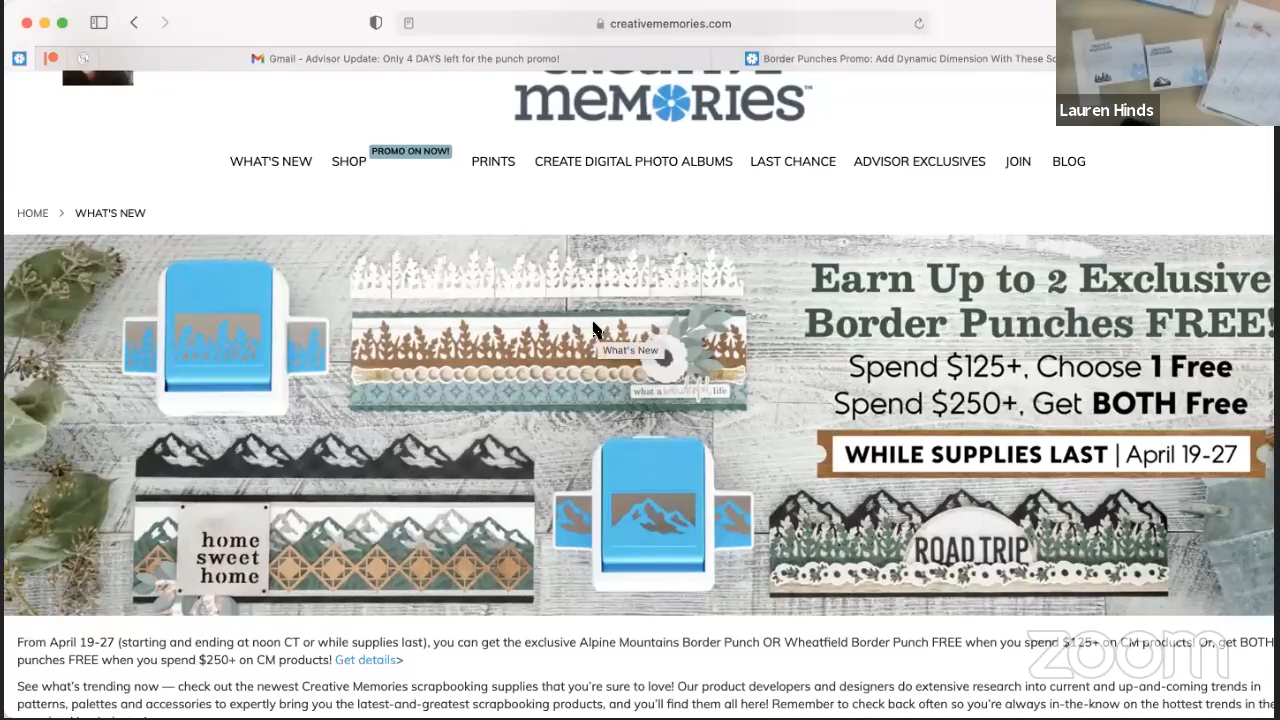 creativememories.com
Gmail - Advisor Update: Only 4 DAYS left for the punch promo!
Border Punches Promo: Add Dynamic Dimension With These Sc
Lauren Hinds
CREATIVE
MEMORIES™
PROMO ON NOW!
WHAT'S NEW SHOP PRINTS CREATE DIGITAL PHOTO ALBUMS LAST CHANCE ADVISOR EXCLUSIVES JOIN BLOG
HOME > WHAT'S NEW
Earn Up to 2 Exclusive
Border Punches FREE!
Spend $125+, Choose 1 Free
Spend $250+, Get BOTH Free
WHILE SUPPLIES LAST | April 19-27
What's New
what a beautiful life
home
sweet
home
ROAD TRIP
From April 19-27 (starting and ending at noon CT or while supplies last), you can get the exclusive Alpine Mountains Border Punch OR Wheatfield Border Punch FREE when you spend $125+ on CM products! Or, get BOTH
punches FREE when you spend $250+ on CM products! Get details>
zoom
See what's trending now — check out the newest Creative Memories scrapbooking supplies that you're sure to love! Our product developers and designers do extensive research into current and up-and-coming trends in
patterns, palettes and accessories to expertly bring you the latest-and-greatest scrapbooking products, and you'll find them all here! Remember to check back often so you're always in-the-know on the hottest trends in the